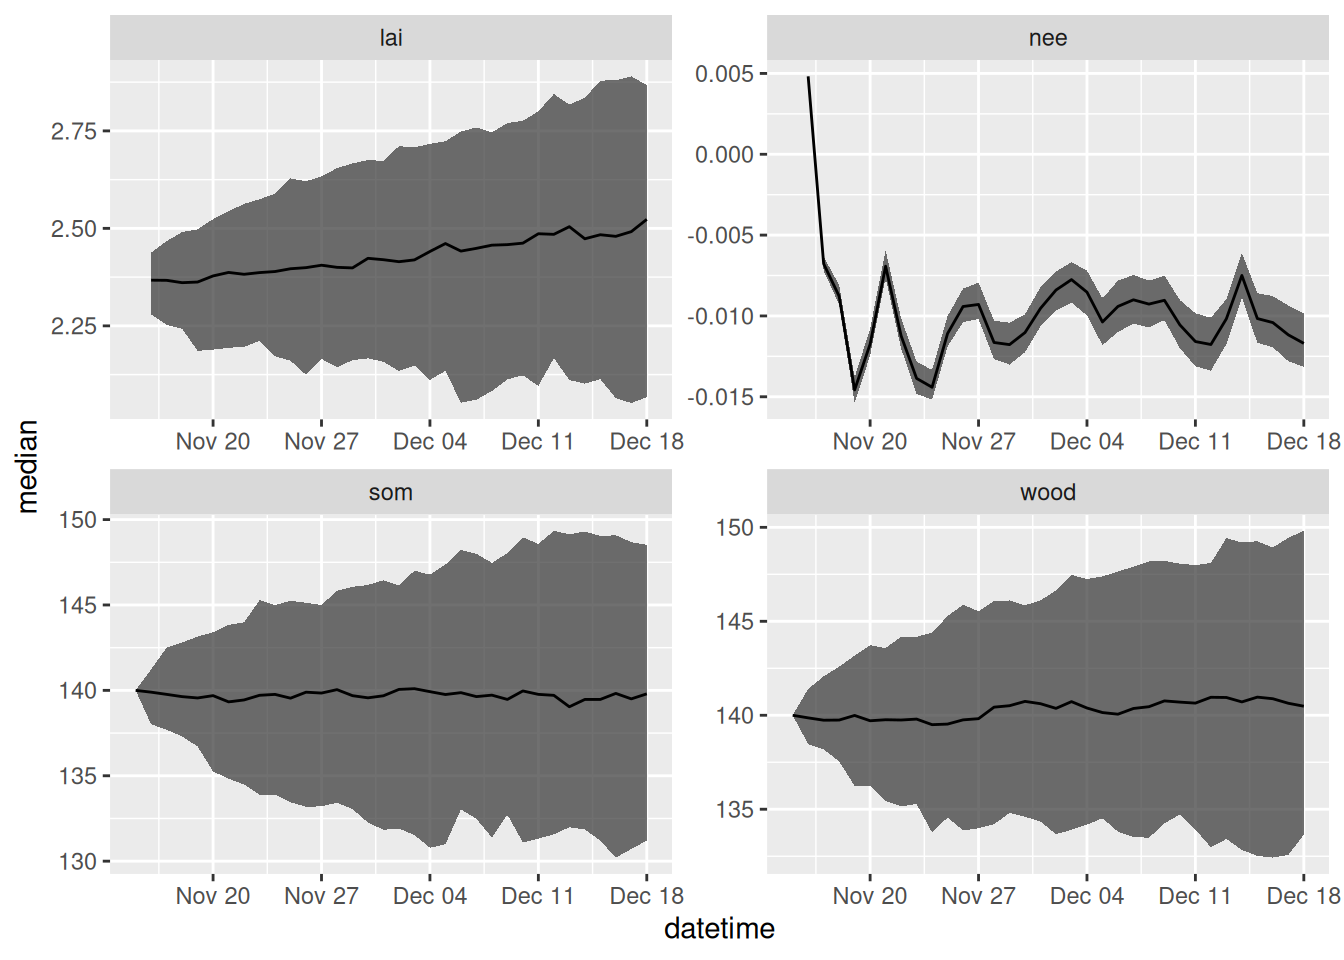 lai
nee
2.75
2.50
2.25
0.005
0.000
-0.005
-0.010
-0.015
Nov 20 Nov 27 Dec 04 Dec 11 Dec 18
Nov 20 Nov 27 Dec 04 Dec 11 Dec 18
median
som
wood
150
145
140
135
130
150
145
140
135
Nov 20 Nov 27 Dec 04 Dec 11 Dec 18
Nov 20 Nov 27 Dec 04 Dec 11 Dec 18
datetime